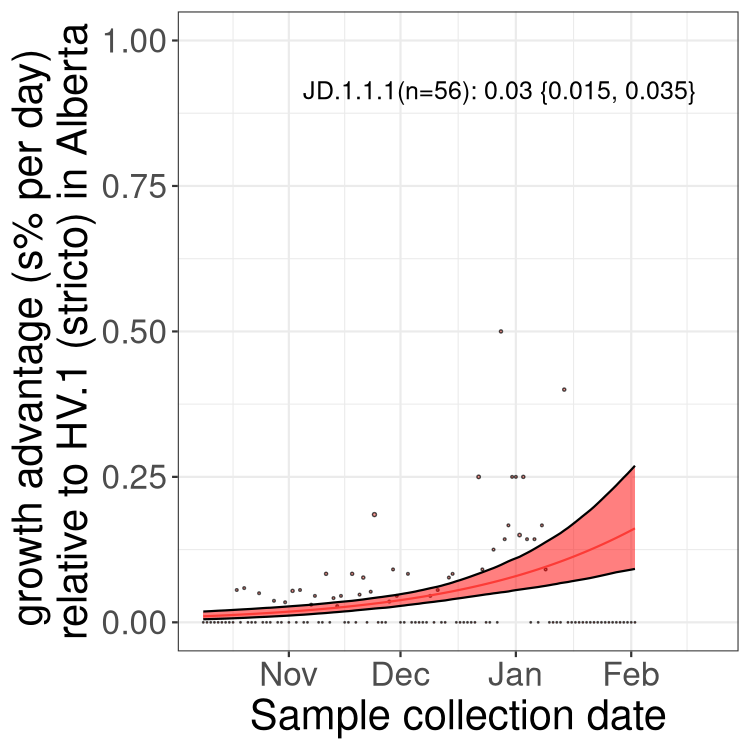 growth advantage (s% per day)
relative to HV.1 (stricto) in Alberta
1.00
JD.1.1.1(n=56): 0.03 {0.015, 0.035}
0.75
0.50
0.25
0.00
Nov Dec Jan Feb
Sample collection date